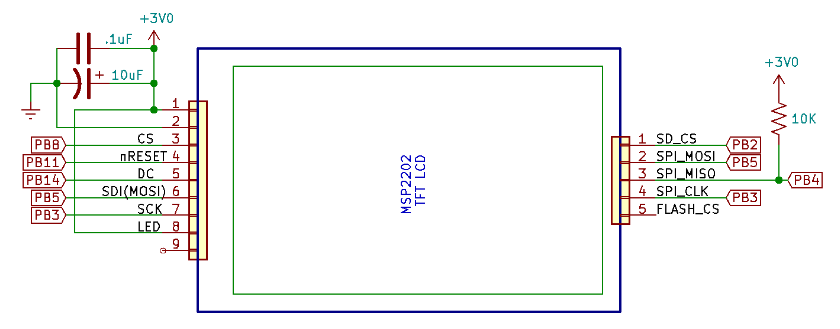 +3V0
.1uF
+ 10uF
+3V0
10K
1
2
PB8 CS 3
PB11 nRESET 4
PB14 DC 5
PB5 SDI(MOSI) 6
PB3 SCK 7
LED 8
9
MSP2202
TFT LCD
1 SD_CS PB2
2 SPI_MOSI PB5
3 SPI_MISO PB4
4 SPI_CLK PB3
5 FLASH_CS